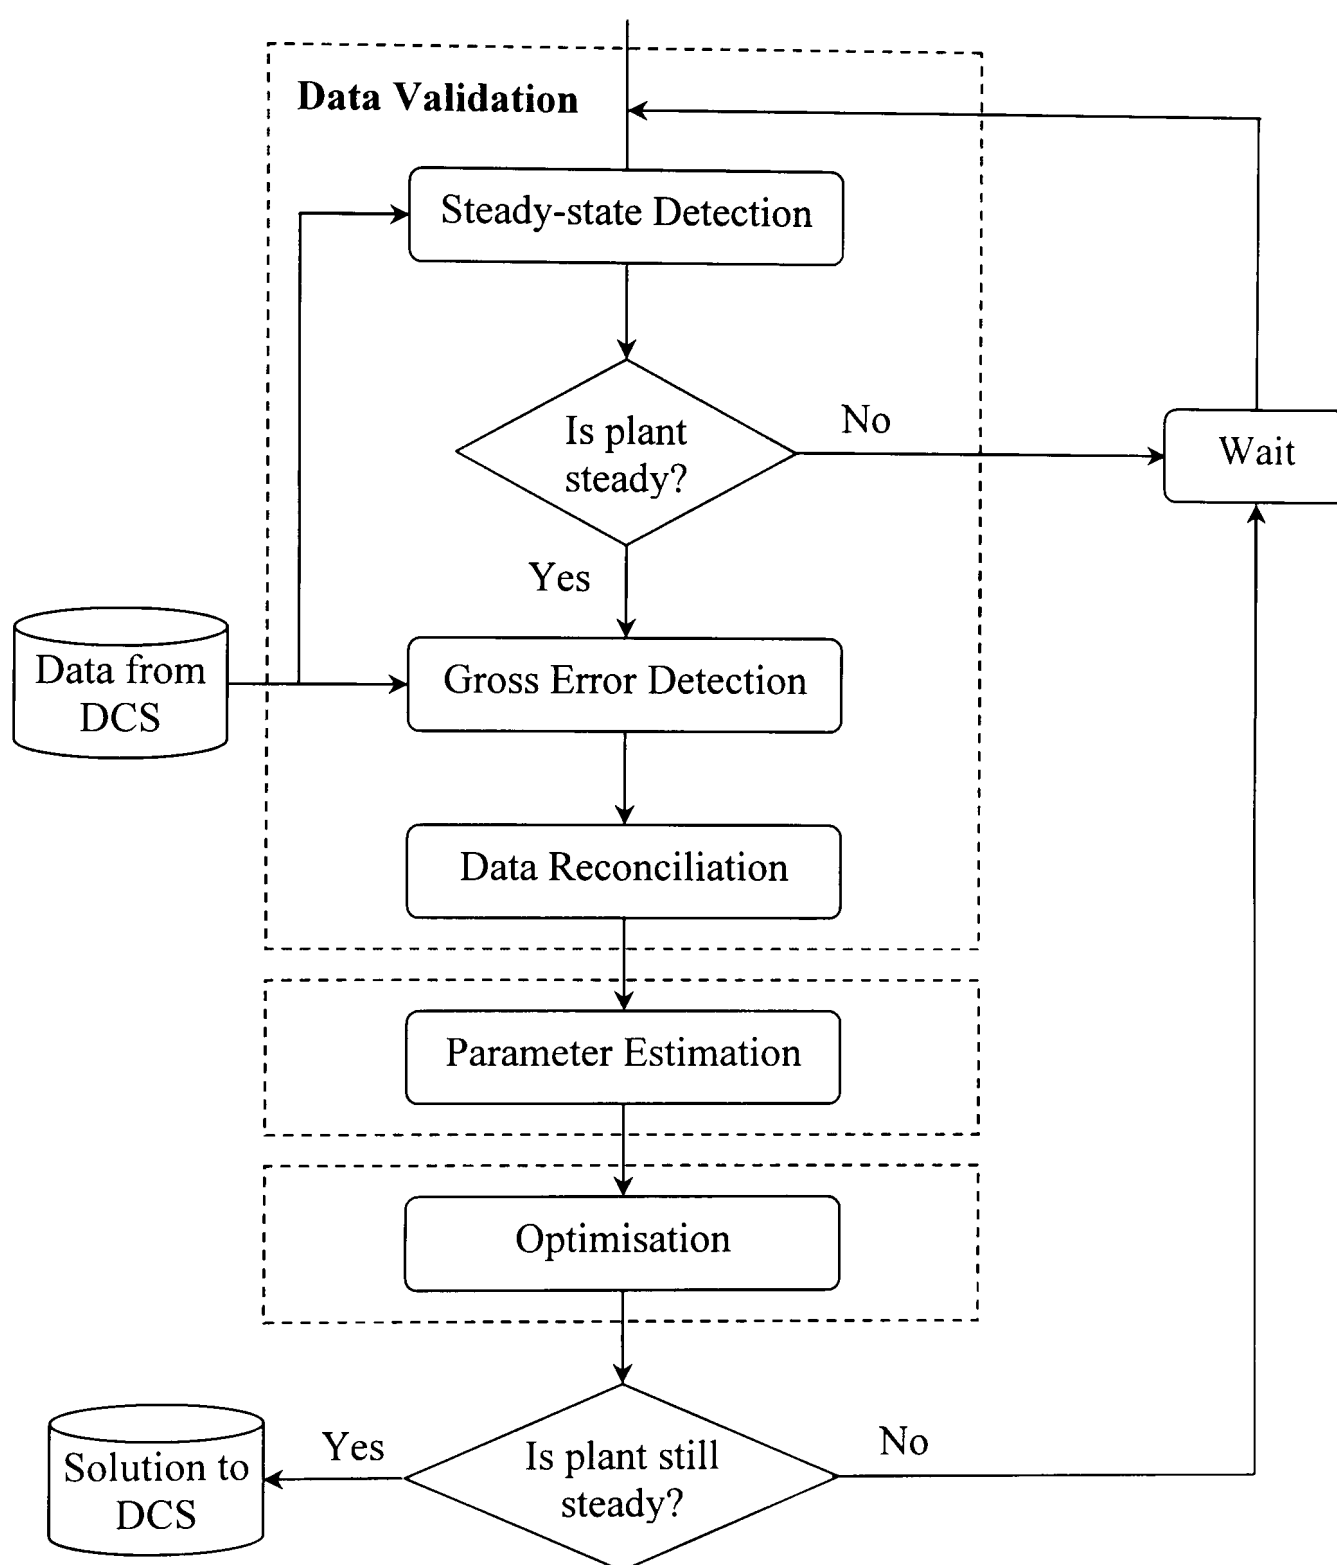 Data Validation
Steady-state Detection
Is plant
steady?
No
Wait
Yes
Data from
DCS
Gross Error Detection
Data Reconciliation
Parameter Estimation
Optimisation
Is plant still
steady?
Yes
No
Solution to
DCS